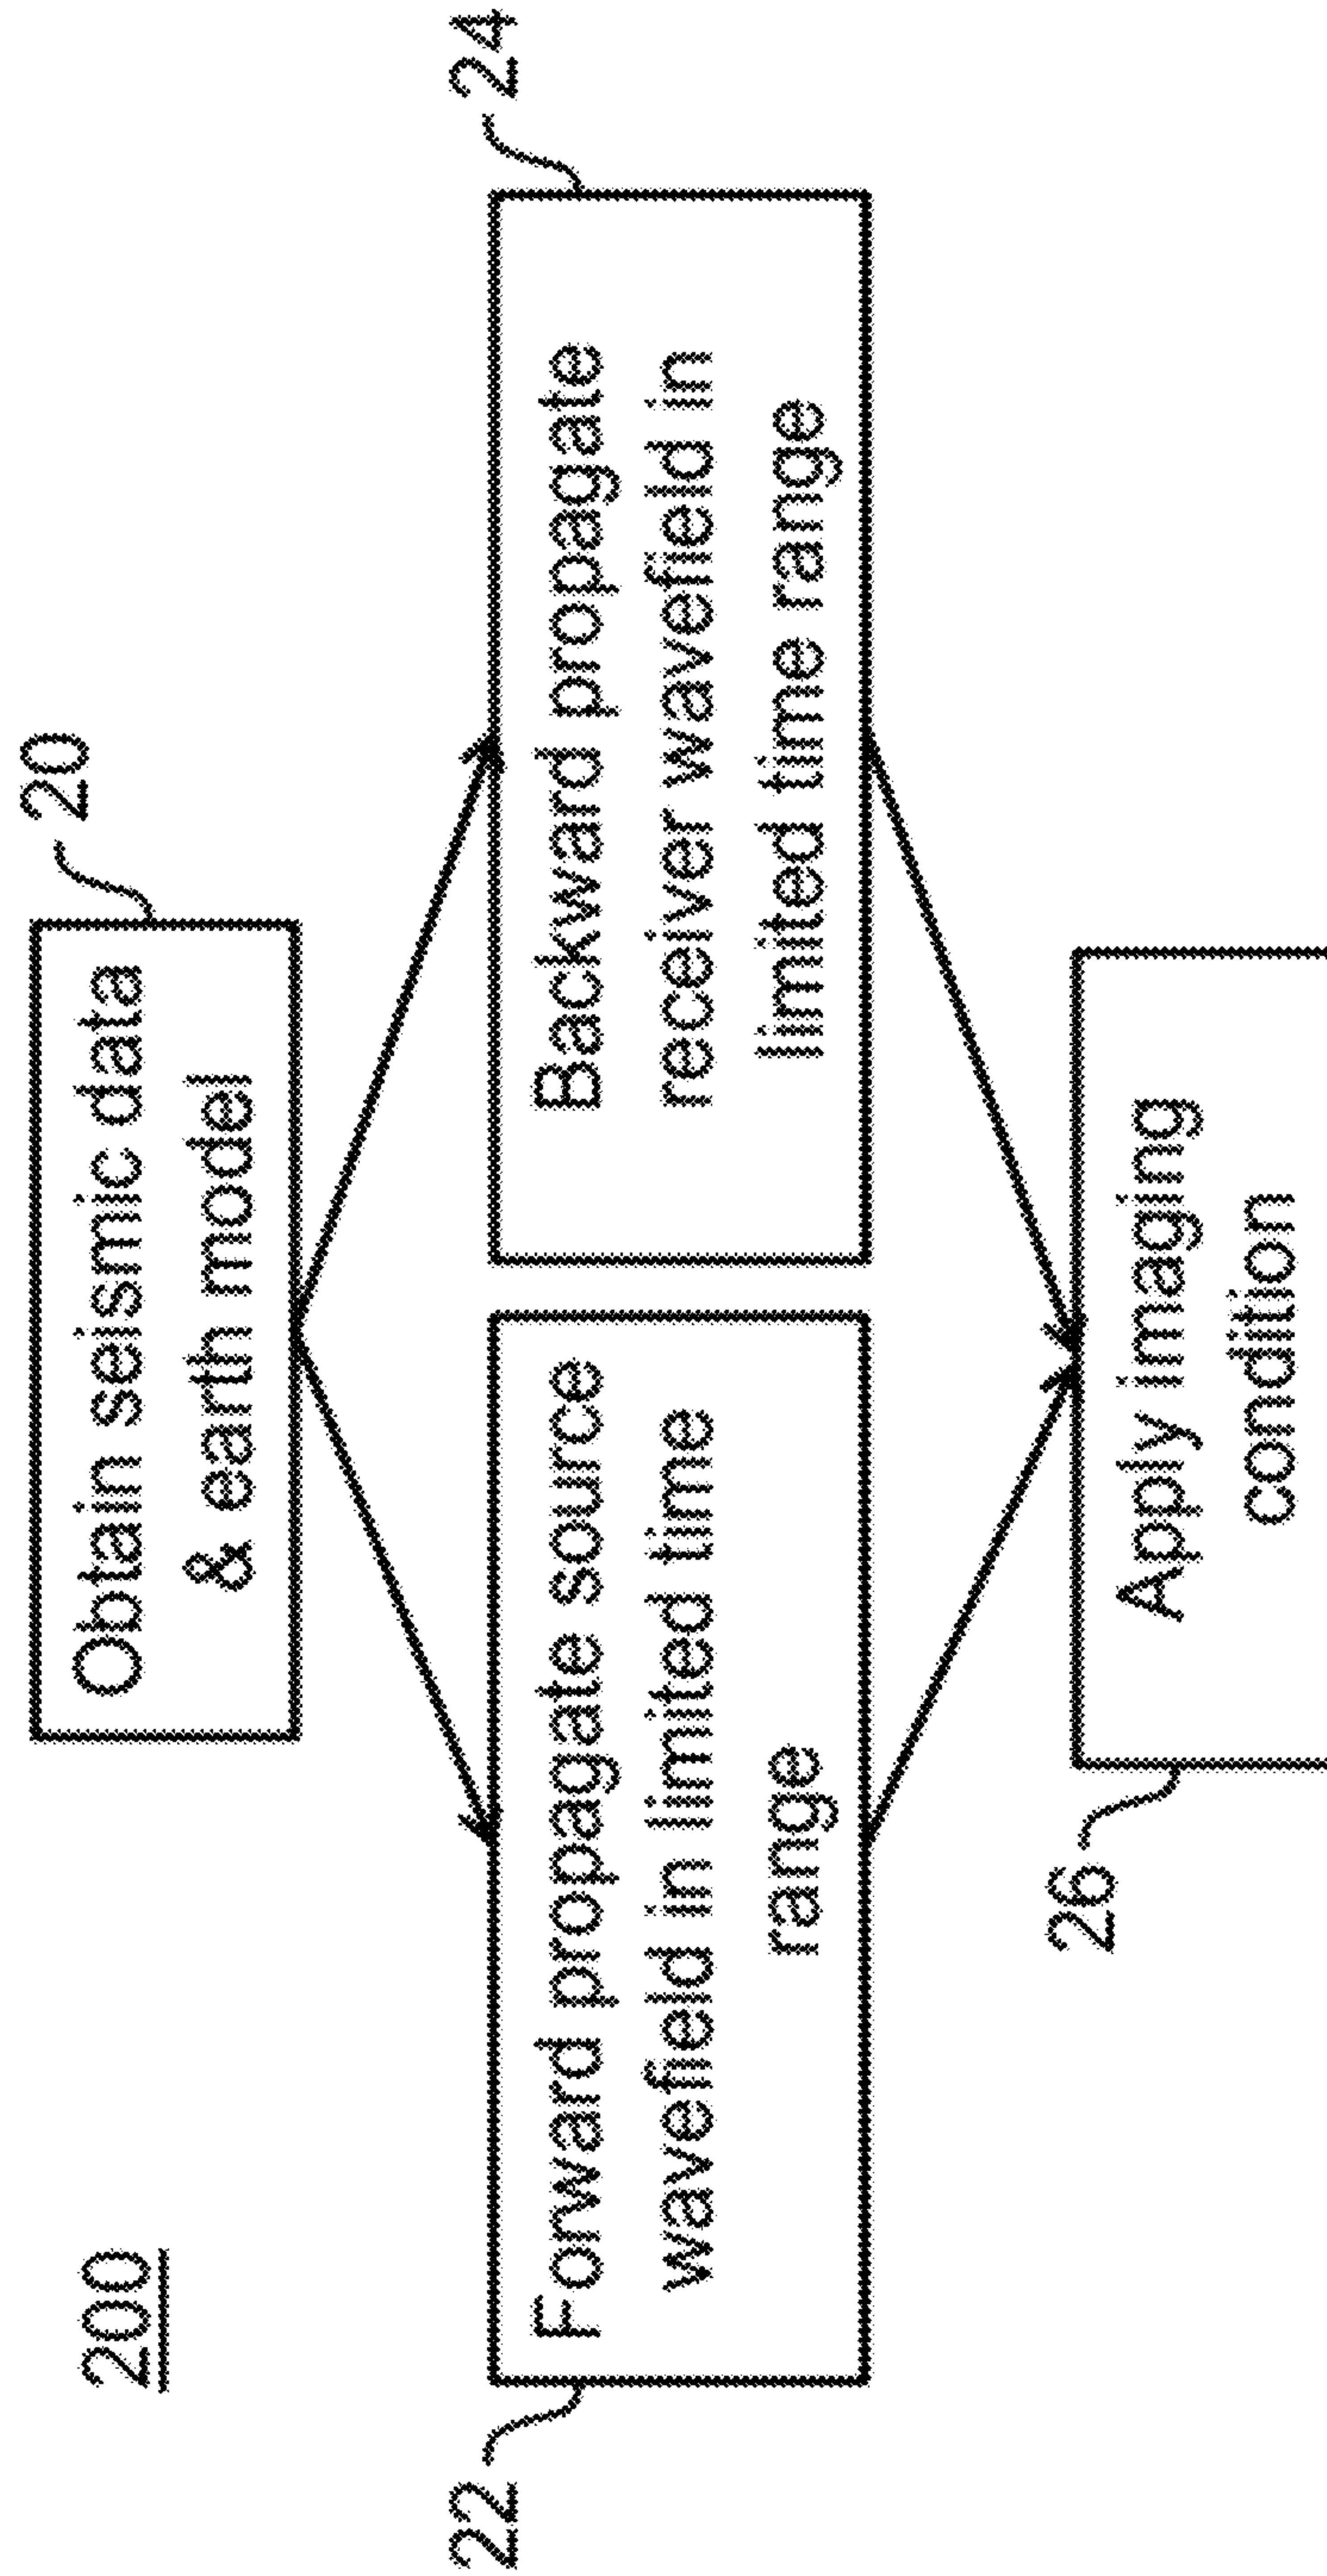 200
20
Obtain seismic data
& earth model
22
Forward propagate source
wavefield in limited time
range
24
Backward propagate
receiver wavefield in
limited time range
26
Apply imaging
condition